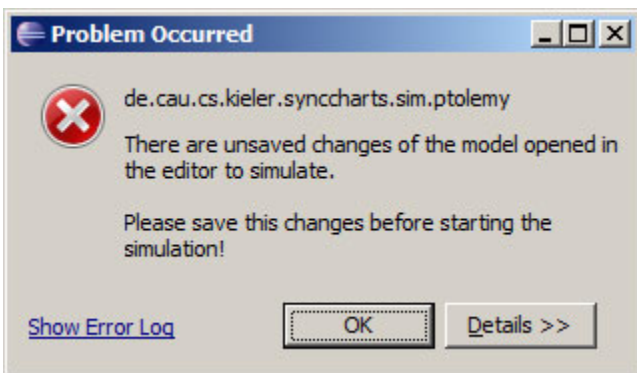 Problem Occurred
de.cau.cs.kieler.synccharts.sim.ptolemy
There are unsaved changes of the model opened in
the editor to simulate.
Please save this changes before starting the
simulation!
Show Error Log
OK
Details >>